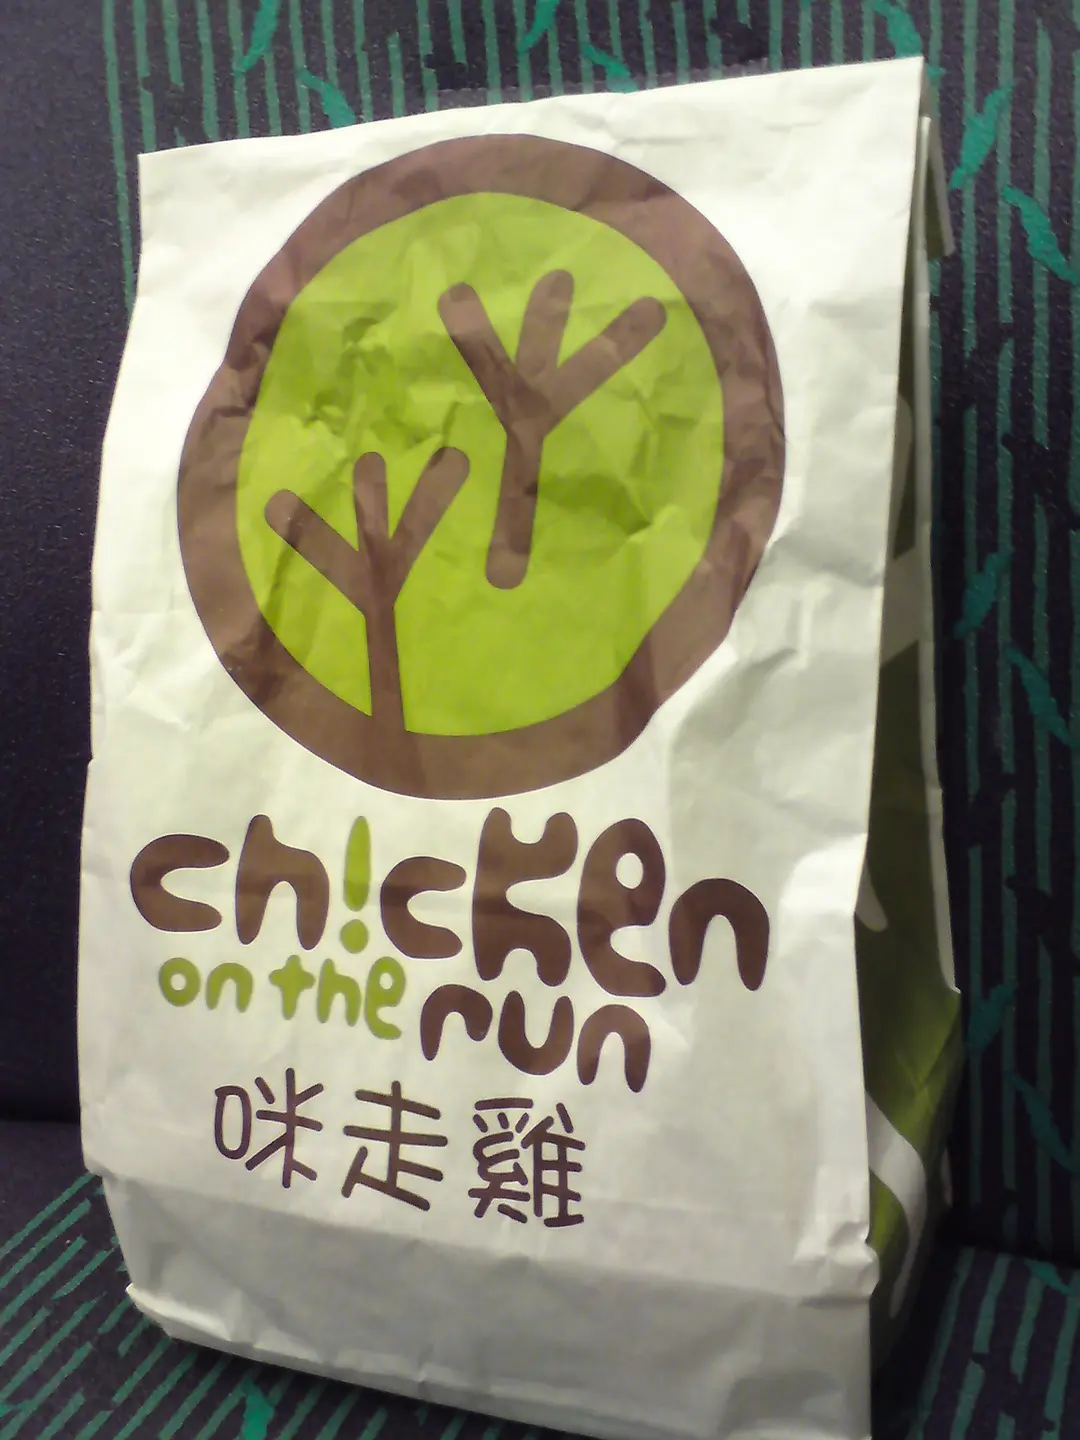 ch!cken
on the run
咪走雞